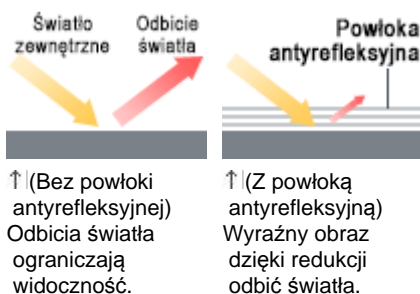 Światło
zewnętrzne
Odbicie
światła
Powłoka
antyrefleksyjna
↑ (Bez powłoki
antyrefleksyjnej)
Odbicia światła
ograniczają
widoczność.
↑ (Z powłoką
antyrefleksyjną)
Wyraźny obraz
dzięki redukcji
odbić światła.